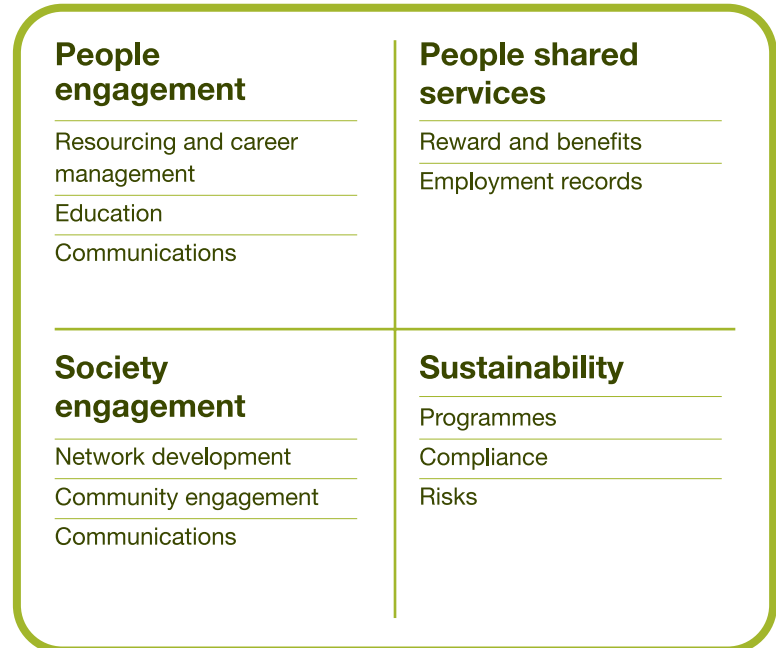 People
engagement
Resourcing and career
management
Education
Communications
People shared
services
Reward and benefits
Employment records
Society
engagement
Network development
Community engagement
Communications
Sustainability
Programmes
Compliance
Risks